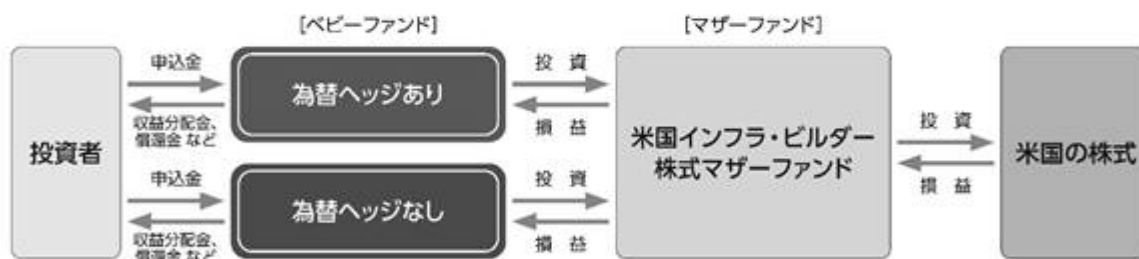 [ベビーファンド]
[マザーファンド]
投資者
申込金
収益分配金、
償還金 など
為替ヘッジあり
投 資
損 益
申込金
収益分配金、
償還金 など
為替ヘッジなし
投 資
損 益
米国インフラ・ビルダー
株式マザーファンド
投 資
損 益
米国の株式